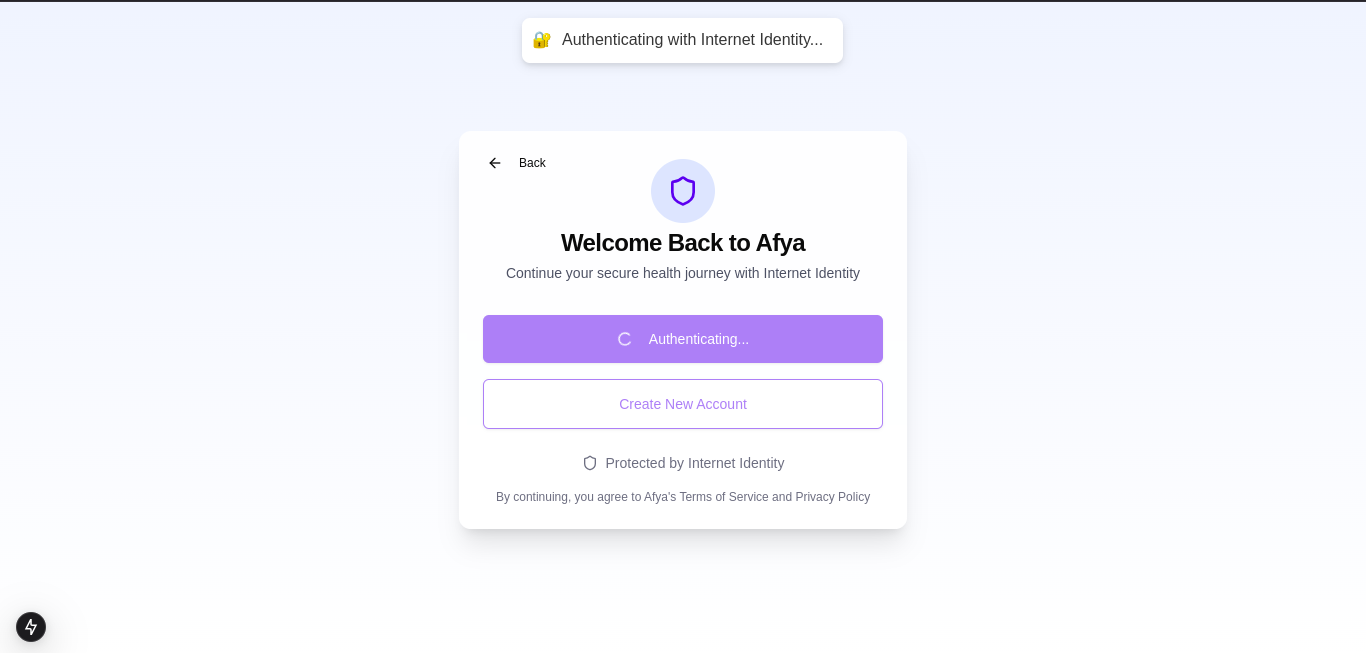 Authenticating with Internet Identity...
Back
Welcome Back to Afya
Continue your secure health journey with Internet Identity
Authenticating...
Create New Account
Protected by Internet Identity
By continuing, you agree to Afya's Terms of Service and Privacy Policy